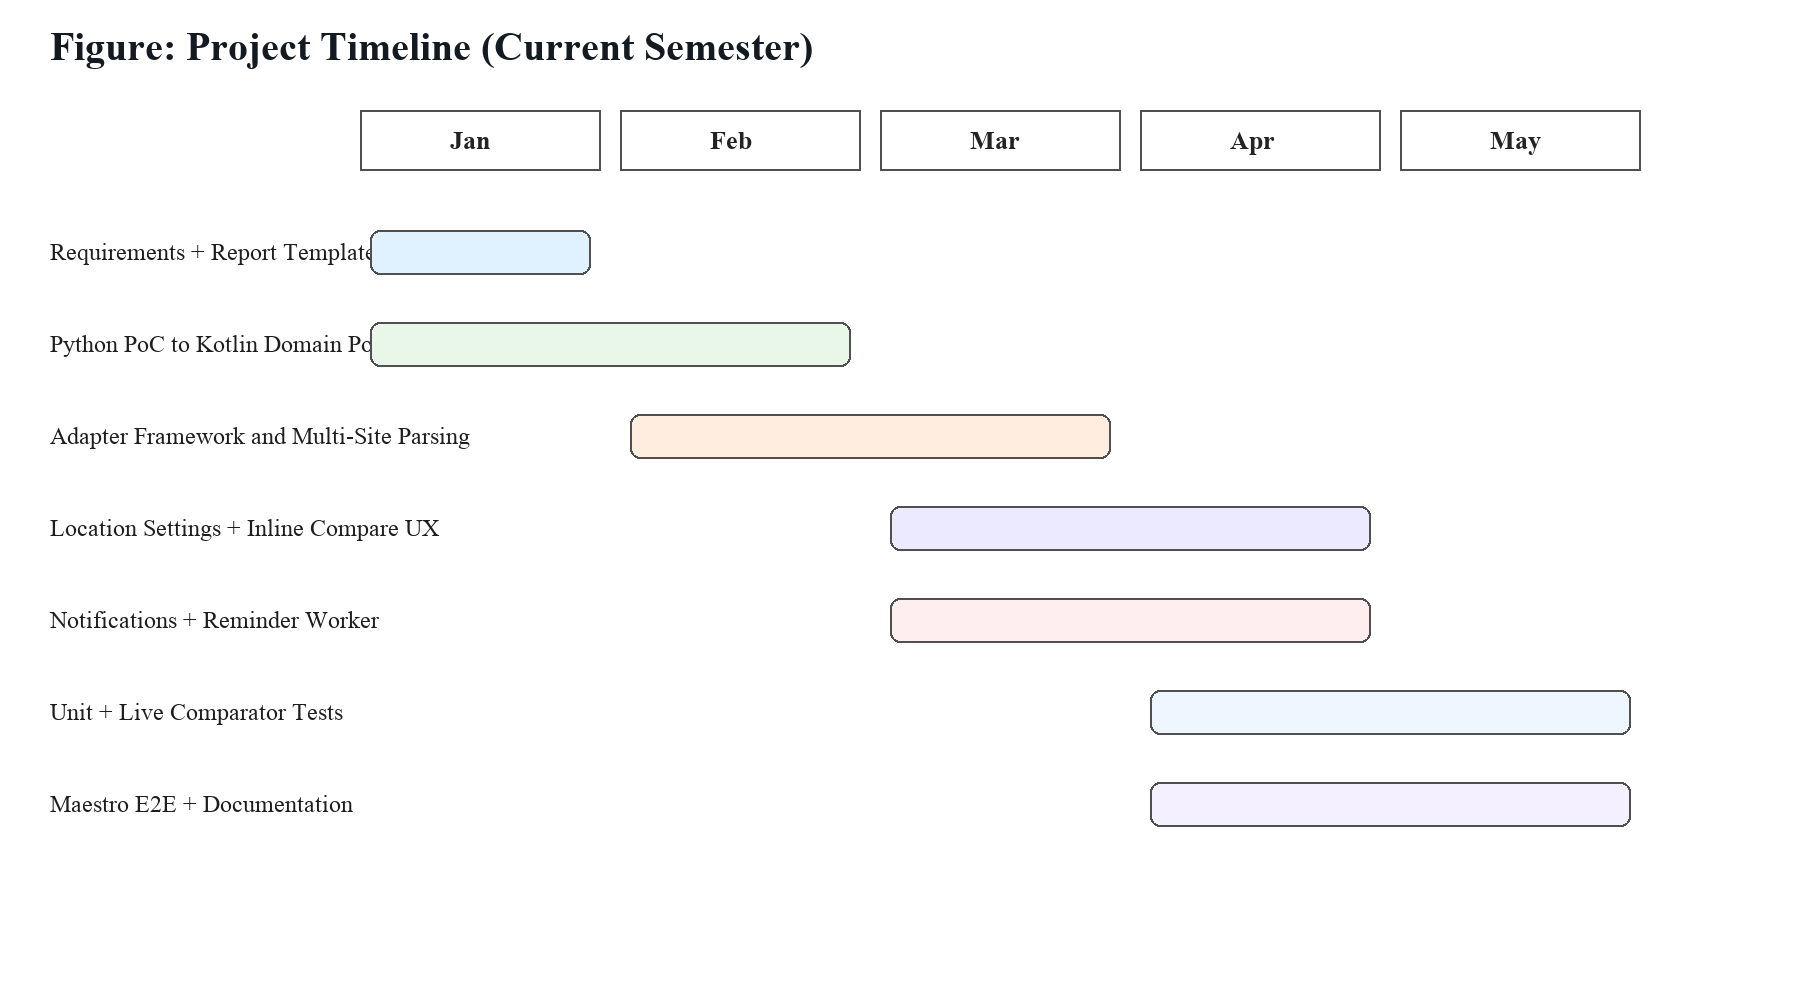 Figure: Project Timeline (Current Semester)
Jan Feb Mar Apr May
Requirements + Report Template
Python PoC to Kotlin Domain Po
Adapter Framework and Multi-Site Parsing
Location Settings + Inline Compare UX
Notifications + Reminder Worker
Unit + Live Comparator Tests
Maestro E2E + Documentation